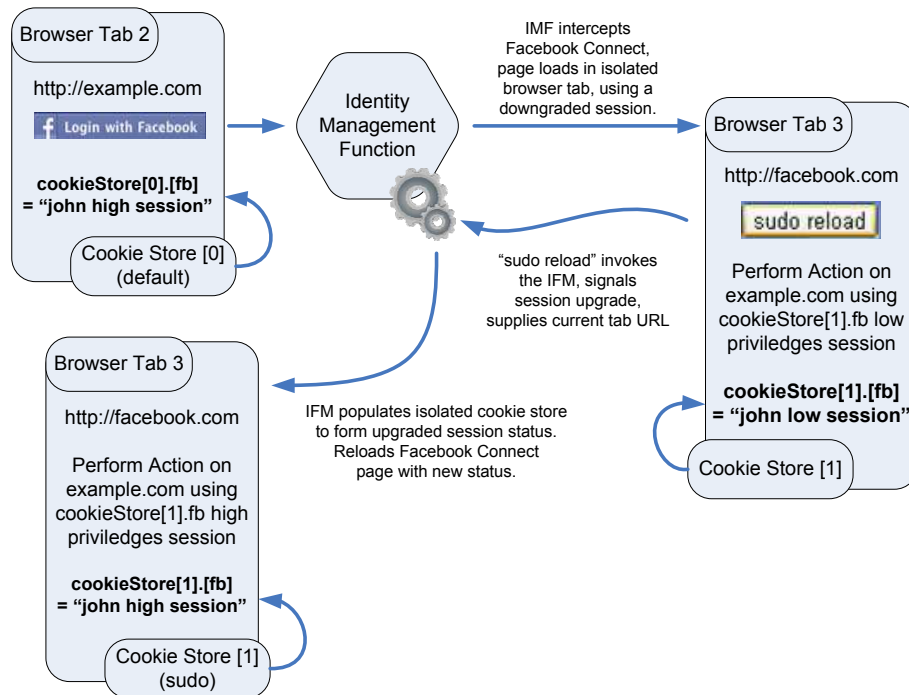 Browser Tab 2
http://example.com
f Login with Facebook
cookieStore[0].[fb]
= “john high session”
Cookie Store [0]
(default)
Identity
Management
Function
IMF intercepts
Facebook Connect,
page loads in isolated
browser tab, using a
downgraded session.
Browser Tab 3
http://facebook.com
sudo reload
Perform Action on
example.com using
cookieStore[1].fb low
priviledges session
cookieStore[1].[fb]
= “john low session”
Cookie Store [1]
“sudo reload” invokes
the IFM, signals
session upgrade,
supplies current tab URL
IFM populates isolated cookie store
to form upgraded session status.
Reloads Facebook Connect
page with new status.
Browser Tab 3
http://facebook.com
Perform Action on
example.com using
cookieStore[1].fb high
priviledges session
cookieStore[1].[fb]
= “john high session”
Cookie Store [1]
(sudo)